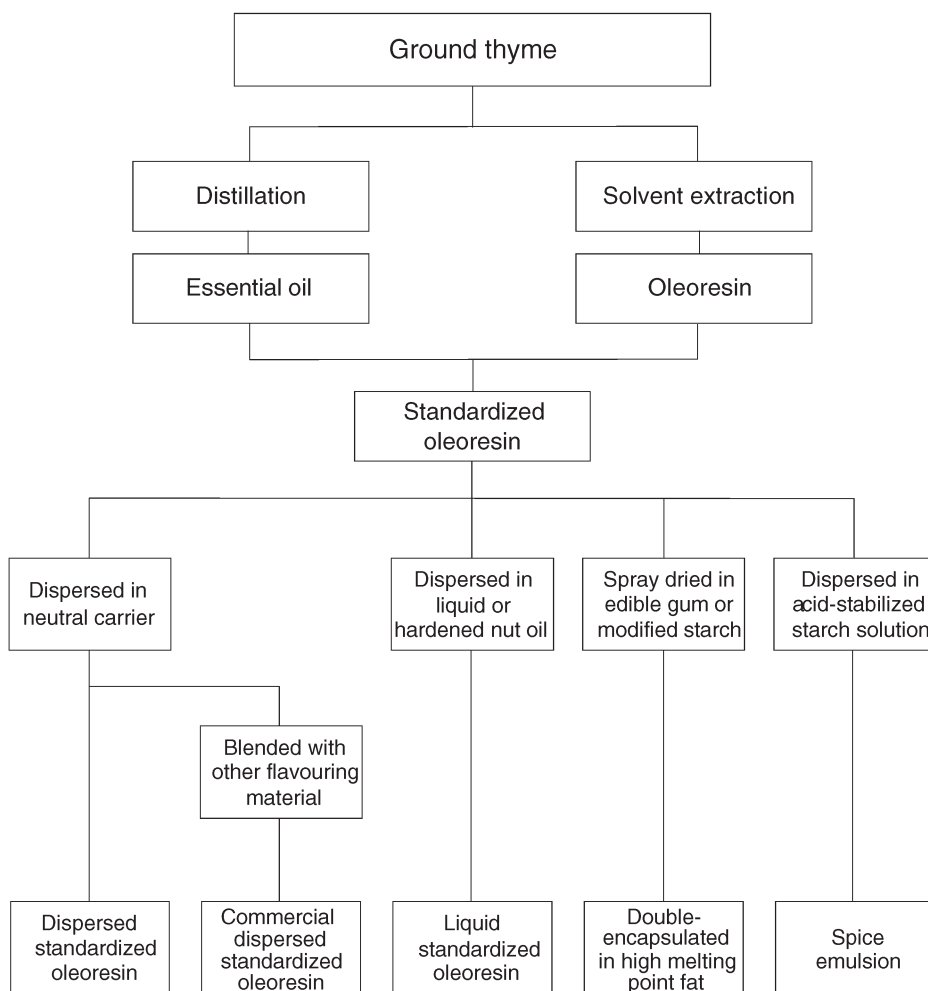 Ground thyme
Distillation
Solvent extraction
Essential oil
Oleoresin
Standardized
oleoresin
Dispersed in
neutral carrier
Dispersed in
liquid or
hardened nut oil
Spray dried in
edible gum or
modified starch
Dispersed in
acid-stabilized
starch solution
Blended with
other flavouring
material
Dispersed
standardized
oleoresin
Commercial
dispersed
standardized
oleoresin
Liquid
standardized
oleoresin
Double-
encapsulated
in high melting
point fat
Spice
emulsion